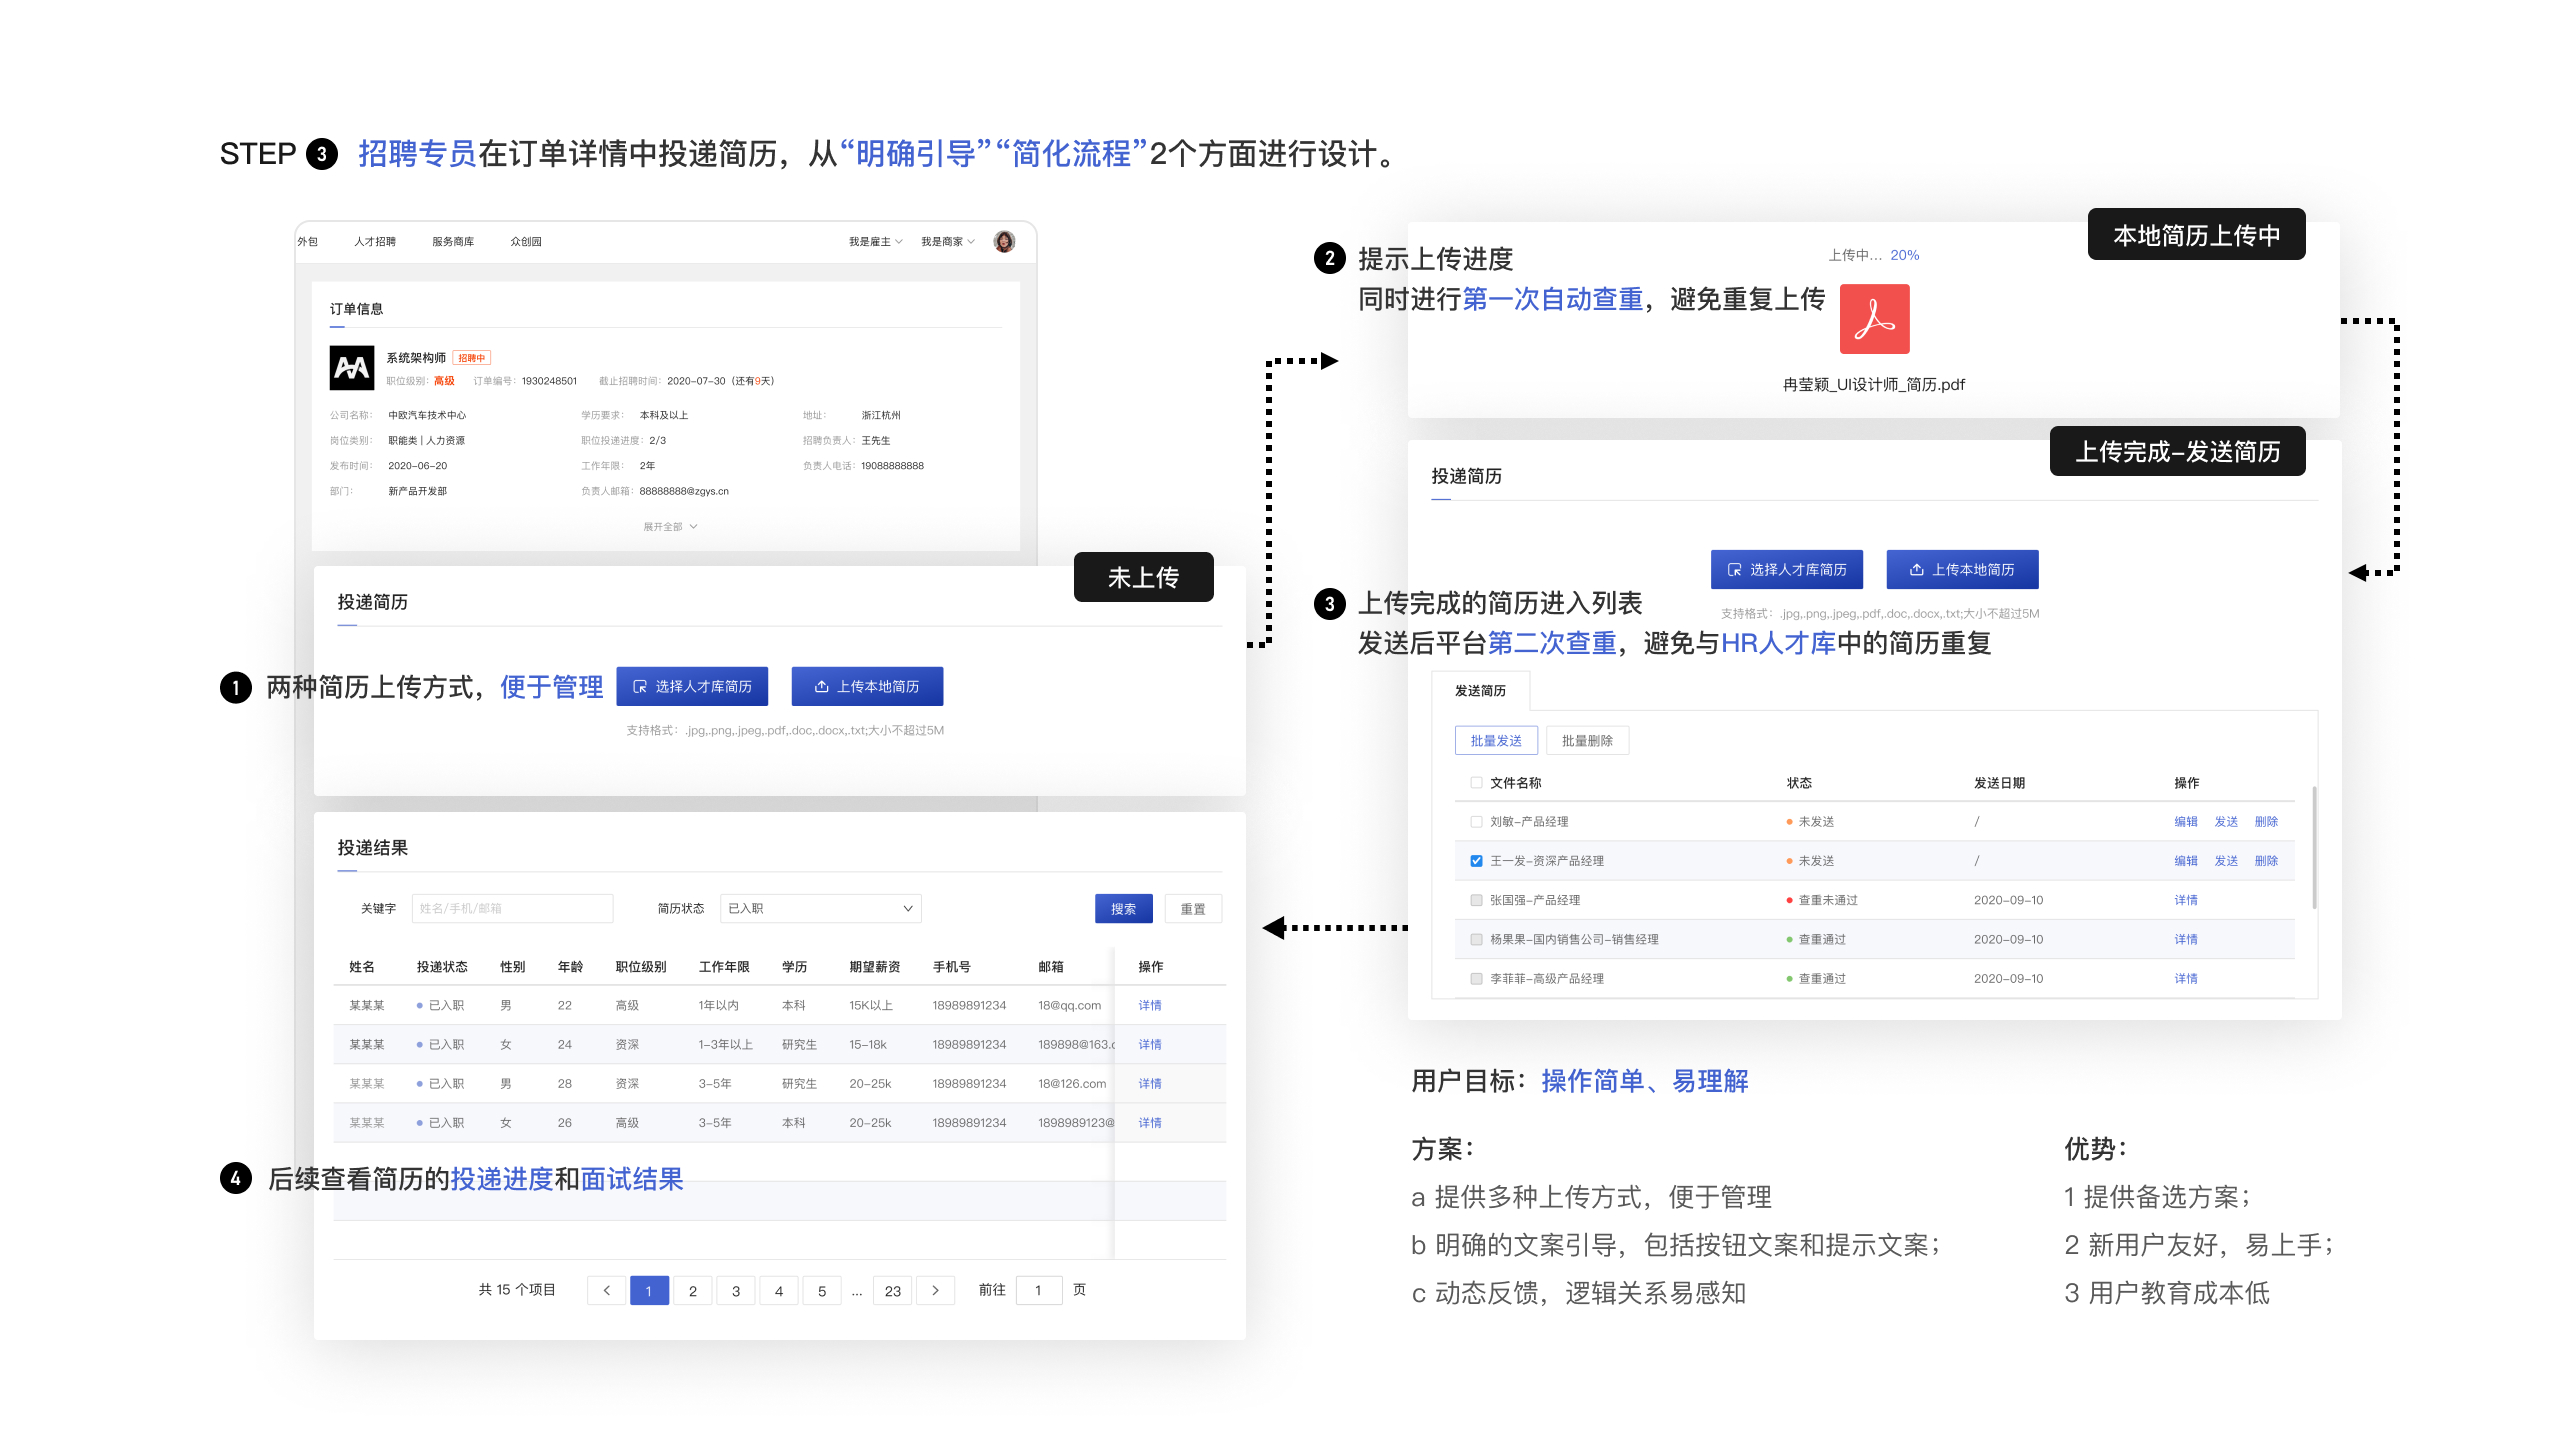 STEP 3 招聘专员在订单详情中投递简历，从“明确引导”“简化流程”2个方面进行设计。
外包 人才招聘 服务商库 众创园 我是雇主 我是商家
订单信息
系统架构师 招聘中
职位级别： 高级 订单编号： 1930248501 截止招聘时间： 2020-07-30（还有9天）
公司名称： 中欧汽车技术中心 学历要求： 本科及以上 地址： 浙江杭州
岗位类别： 职能类 | 人力资源 职位投递进度： 2/3 招聘负责人： 王先生
发布时间： 2020-06-20 工作年限： 2年 负责人电话： 19088888888
部门： 新产品开发部 负责人邮箱： 88888888@zgys.cn
展开全部
未上传
投递简历
1 两种简历上传方式，便于管理 选择人才库简历 上传本地简历
支持格式： .jpg,.png,.jpeg,.pdf,.doc,.docx,.txt;大小不超过5M
本地简历上传中
2 提示上传进度 上传中... 20%
同时进行第一次自动查重，避免重复上传
冉莹颖_UI设计师_简历.pdf
上传完成-发送简历
投递简历
选择人才库简历 上传本地简历
3 上传完成的简历进入列表
支持格式： .jpg,.png,.jpeg,.pdf,.doc,.docx,.txt;大小不超过5M
发送后平台第二次查重，避免与HR人才库中的简历重复
发送简历
批量发送 批量删除
文件名称 状态 发送日期 操作
刘敏-产品经理 未发送 / 编辑 发送 删除
王一发-资深产品经理 未发送 / 编辑 发送 删除
张国强-产品经理 查重未通过 2020-09-10 详情
杨果果-国内销售公司-销售经理 查重通过 2020-09-10 详情
李菲菲-高级产品经理 查重通过 2020-09-10 详情
投递结果
关键字 姓名/手机/邮箱 简历状态 已入职 搜索 重置
姓名 投递状态 性别 年龄 职位级别 工作年限 学历 期望薪资 手机号 邮箱 操作
某某某 已入职 男 22 高级 1年以内 本科 15K以上 18989891234 18@qq.com 详情
某某某 已入职 女 24 资深 1-3年以上 研究生 15-18k 18989891234 189898@163.c 详情
某某某 已入职 男 28 资深 3-5年 研究生 20-25k 18989891234 18@126.com 详情
某某某 已入职 女 26 高级 3-5年 本科 20-25k 18989891234 1898989123@ 详情
4 后续查看简历的投递进度和面试结果
共 15 个项目 1 2 3 4 5 ... 23 前往 1 页
用户目标：操作简单、易理解
方案：
a 提供多种上传方式，便于管理
b 明确的文案引导，包括按钮文案和提示文案；
c 动态反馈，逻辑关系易感知
优势：
1 提供备选方案；
2 新用户友好，易上手；
3 用户教育成本低